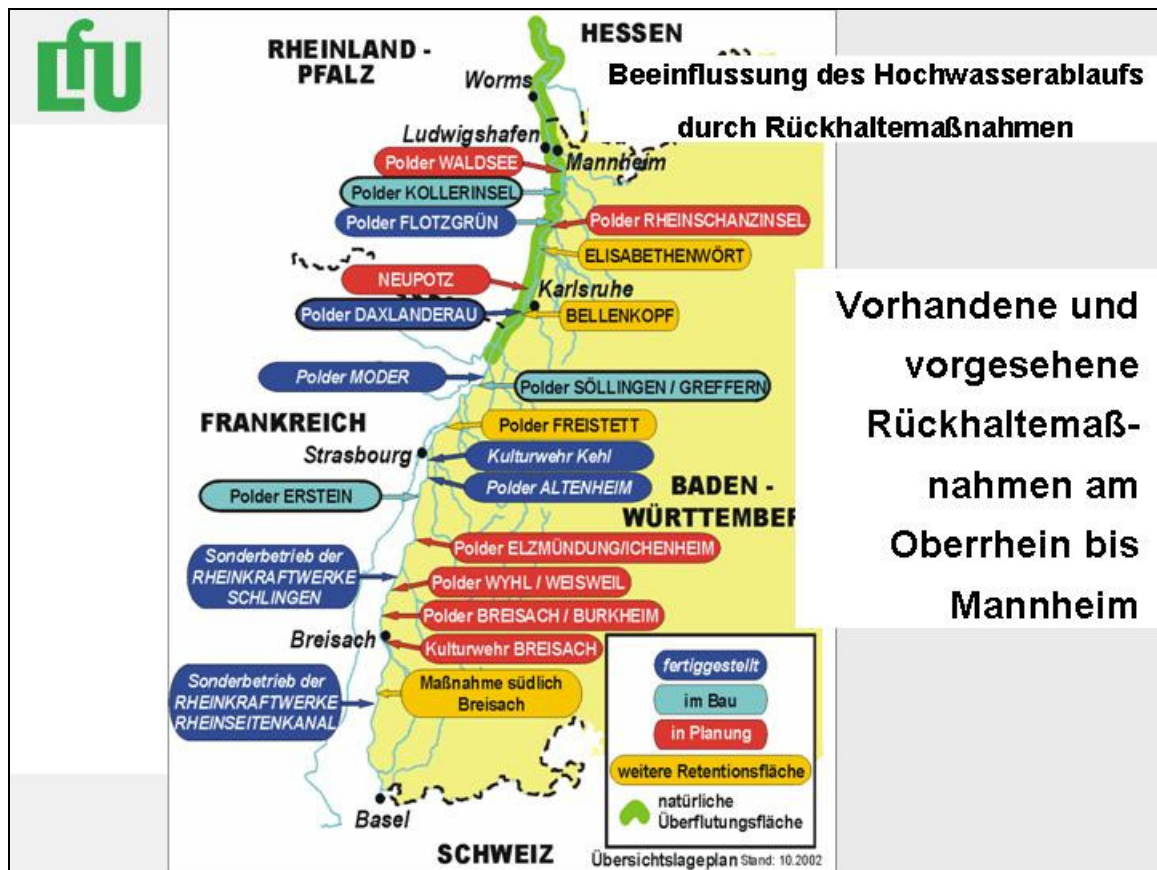 LfU
RHEINLAND -
PFALZ
HESSEN
Beeinflussung des Hochwasserablaufs
durch Rückhaltemaßnahmen
Worms
Ludwigshafen
Mannheim
Polder WALDSEE
Polder KOLLERINSEL
Polder FLOTZGRÜN
Polder RHEINSCHANZINSEL
ELISABETHENWÖRT
NEUPOTZ
Karlsruhe
Polder DAXLANDERAU
BELLENKOPF
Vorhandene und
vorgesehene
Rückhaltemaß-
nahmen am
Oberrhein bis
Mannheim
Polder MODER
Polder SÖLLINGEN / GREFFERN
FRANKREICH
Polder FREISTETT
Strasbourg
Kulturwehr Kehl
Polder ALTENHEIM
Polder ERSTEIN
BADEN -
WÜRTTEMBER
Polder ELZMÜNDUNG/ICHENHEIM
Sonderbetrieb der
RHEINKRAFTWERKE
SCHLINGEN
Polder WYHL / WEISWEIL
Polder BREISACH / BURKHEIM
Breisach
Kulturwehr BREISACH
Sonderbetrieb der
RHEINKRAFTWERKE
RHEINSEITENKANAL
Maßnahme südlich
Breisach
fertiggestellt
im Bau
in Planung
weitere Retentionsfläche
natürliche
Überflutungsfläche
Basel
SCHWEIZ
Übersichtslageplan Stand: 10.2002